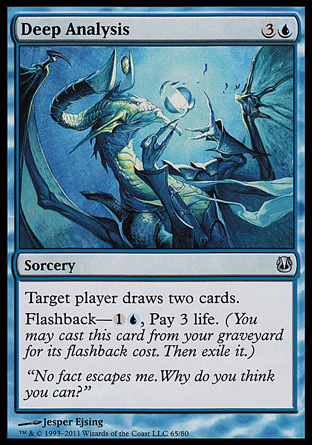 Deep Analysis 3
Sorcery
Target player draws two cards.
Flashback—1, Pay 3 life. (You
may cast this card from your graveyard
for its flashback cost. Then exile it.)
“No fact escapes me. Why do you think
you can?”
Jesper Ejsing
™ & © 1993–2011 Wizards of the Coast LLC 65/80